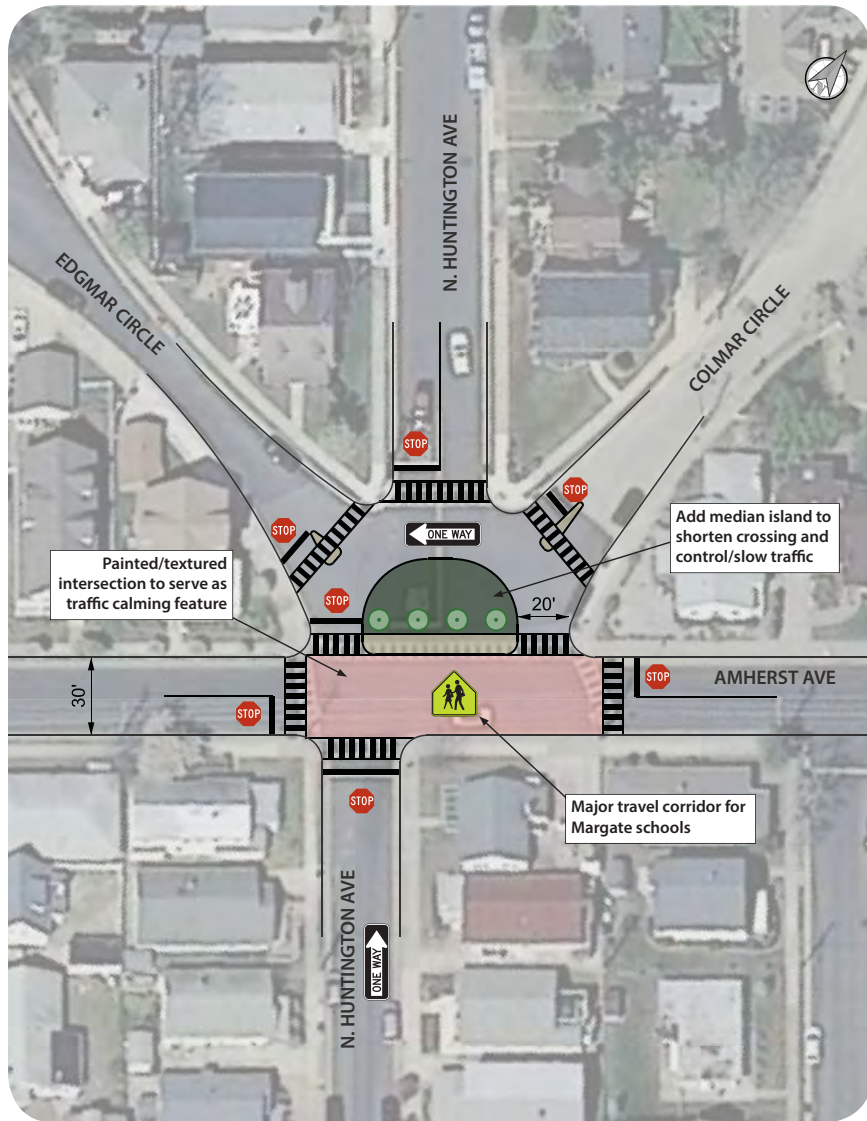 N. HUNTINGTON AVE
EDGMAR CIRCLE
COLMAR CIRCLE
STOP
STOP
STOP
ONE WAY
Add median island to
shorten crossing and
control/slow traffic
Painted/textured
intersection to serve as
traffic calming feature
STOP
20'
30'
STOP
AMHERST AVE
STOP
STOP
Major travel corridor for
Margate schools
N. HUNTINGTON AVE
ONE WAY